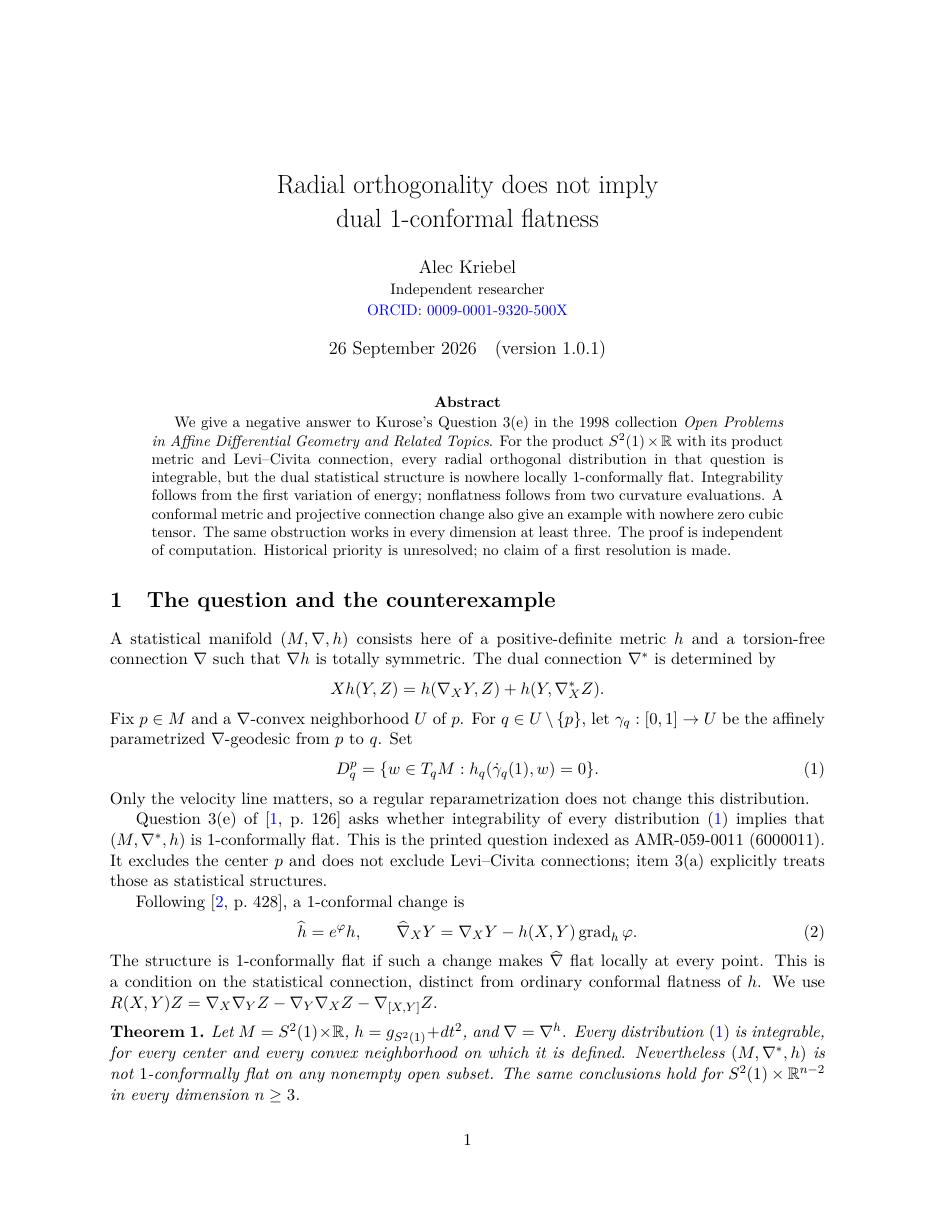 Radial orthogonality does not imply
dual 1-conformal flatness
Alec Kriebel
Independent researcher
ORCID: 0009-0001-9320-500X
26 September 2026 (version 1.0.1)
Abstract
We give a negative answer to Kurose's Question 3(e) in the 1998 collection Open Problems
in Affine Differential Geometry and Related Topics. For the product S²(1) × ℝ with its product
metric and Levi–Civita connection, every radial orthogonal distribution in that question is
integrable, but the dual statistical structure is nowhere locally 1-conformally flat. Integrability
follows from the first variation of energy; nonflatness follows from two curvature evaluations. A
conformal metric and projective connection change also give an example with nowhere zero cubic
tensor. The same obstruction works in every dimension at least three. The proof is independent
of computation. Historical priority is unresolved; no claim of a first resolution is made.
1 The question and the counterexample
A statistical manifold (M, ∇, h) consists here of a positive-definite metric h and a torsion-free
connection ∇ such that ∇h is totally symmetric. The dual connection ∇* is determined by
Xh(Y, Z) = h(∇_X Y, Z) + h(Y, ∇*_X Z).
Fix p ∈ M and a ∇-convex neighborhood U of p. For q ∈ U \ {p}, let γ_q : [0, 1] → U be the affinely
parametrized ∇-geodesic from p to q. Set
D^p_q = {w ∈ T_q M : h_q(γ̇_q(1), w) = 0}. (1)
Only the velocity line matters, so a regular reparametrization does not change this distribution.
Question 3(e) of [1, p. 126] asks whether integrability of every distribution (1) implies that
(M, ∇*, h) is 1-conformally flat. This is the printed question indexed as AMR-059-0011 (6000011).
It excludes the center p and does not exclude Levi–Civita connections; item 3(a) explicitly treats
those as statistical structures.
Following [2, p. 428], a 1-conformal change is
ĥ = e^φ h, ∇̂_X Y = ∇_X Y − h(X, Y) grad_h φ. (2)
The structure is 1-conformally flat if such a change makes ∇̂ flat locally at every point. This is
a condition on the statistical connection, distinct from ordinary conformal flatness of h. We use
R(X, Y)Z = ∇_X ∇_Y Z − ∇_Y ∇_X Z − ∇_[X,Y] Z.
Theorem 1. Let M = S²(1)×ℝ, h = g_{S²(1)}+dt², and ∇ = ∇^h. Every distribution (1) is integrable,
for every center and every convex neighborhood on which it is defined. Nevertheless (M, ∇*, h) is
not 1-conformally flat on any nonempty open subset. The same conclusions hold for S²(1) × ℝ^{n−2}
in every dimension n ≥ 3.
1